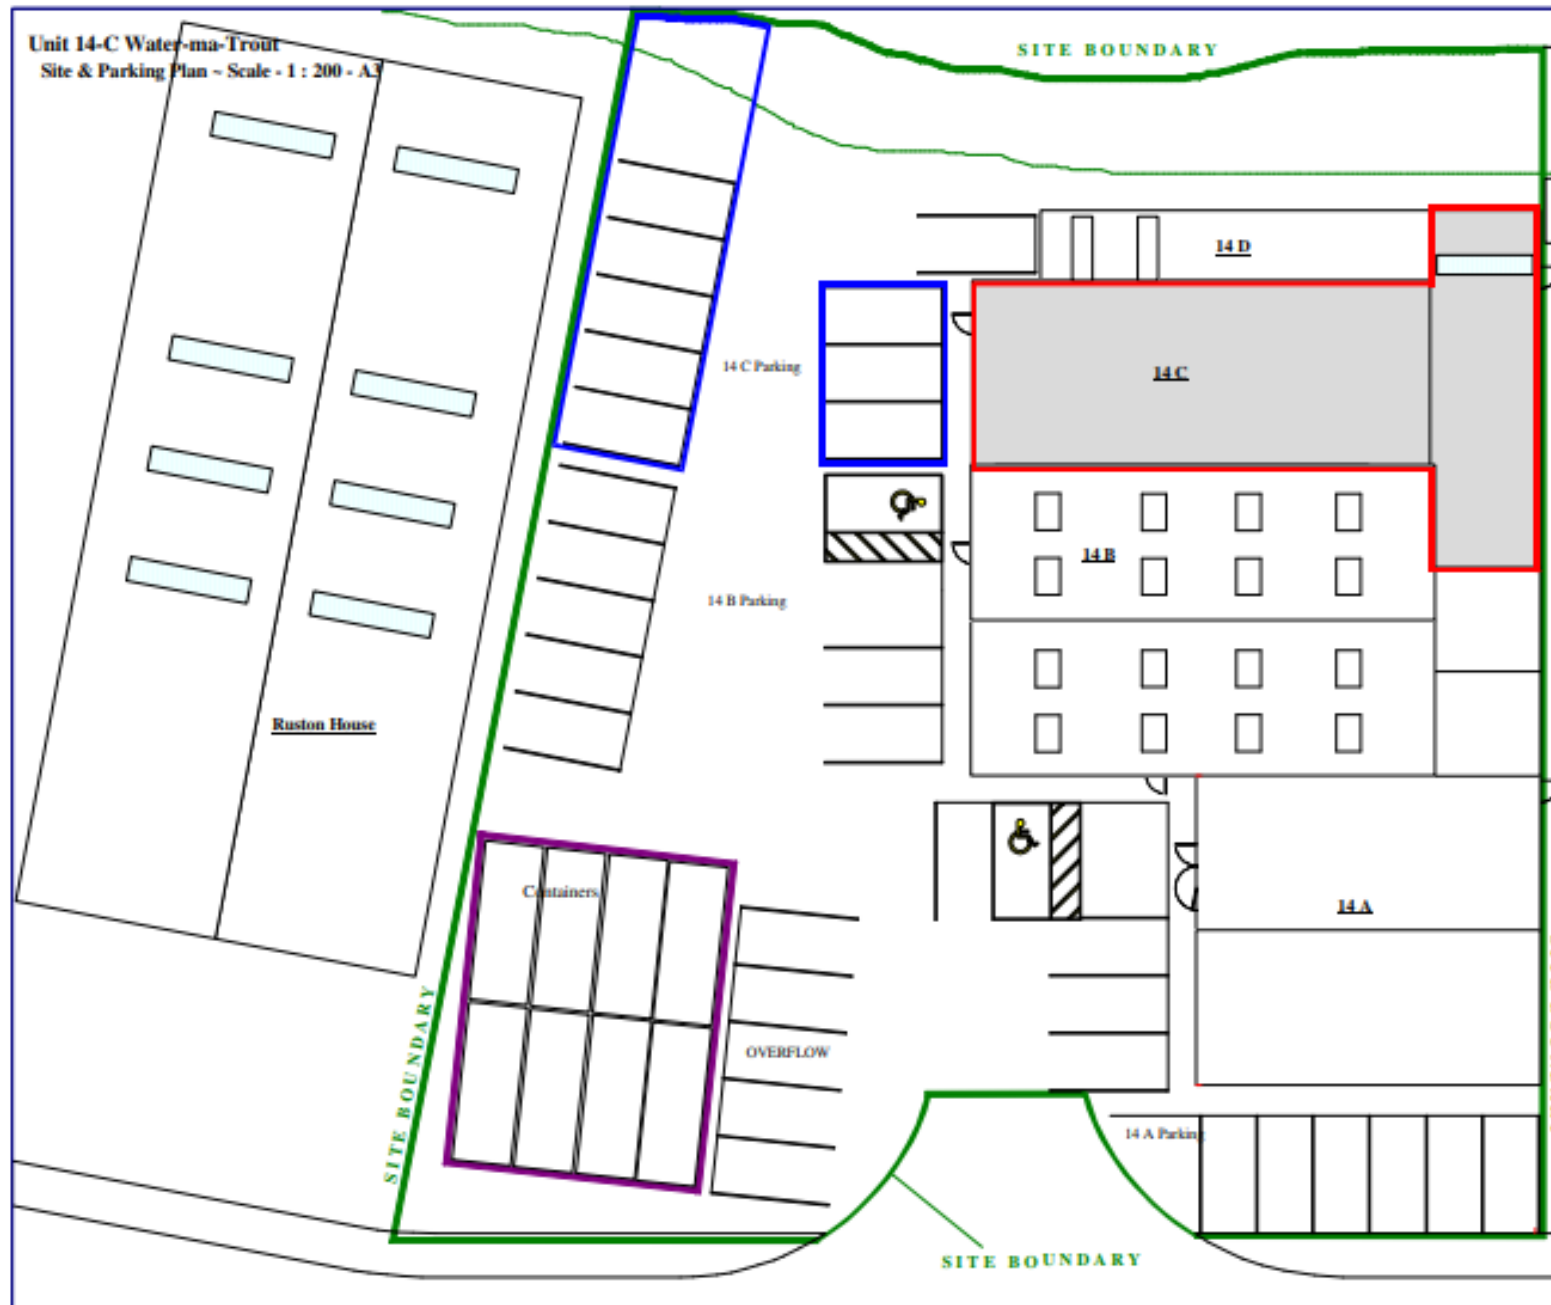 Unit 14-C Water-ma-Trout
Site & Parking Plan ~ Scale - 1 : 200 - A3
SITE BOUNDARY
14 D
14 C Parking
14 C
14 B
14 B Parking
Ruston House
Containers
14 A
SITE BOUNDARY
OVERFLOW
14 A Parking
SITE BOUNDARY